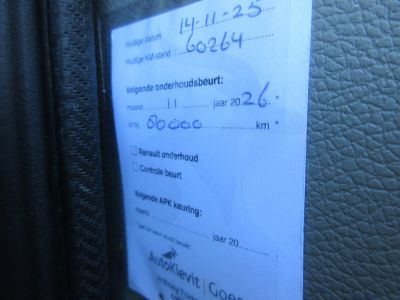 Huidige datum 14-11-25
Huidige KM-stand : 60264
Volgende onderhoudsbeurt:
maand 11 jaar 2026 *
of bij 80000 km *
Renault onderhoud
Controle beurt
Volgende APK keuring:
maand jaar 20
AutoKievit | Goes
Anthony